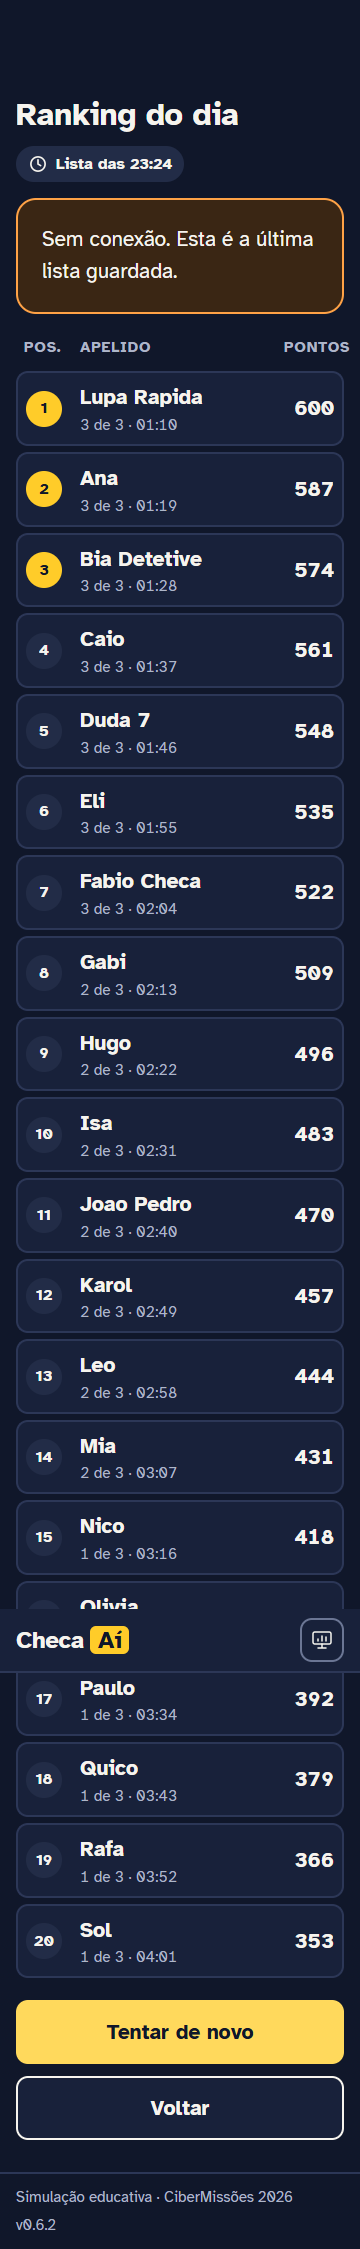 Ranking do dia
Lista das 23:24
Sem conexão. Esta é a última
lista guardada.
POS. APELIDO PONTOS
1 Lupa Rapida 600
3 de 3 · 01:10
2 Ana 587
3 de 3 · 01:19
3 Bia Detetive 574
3 de 3 · 01:28
4 Caio 561
3 de 3 · 01:37
5 Duda 7 548
3 de 3 · 01:46
6 Eli 535
3 de 3 · 01:55
7 Fabio Checa 522
3 de 3 · 02:04
8 Gabi 509
2 de 3 · 02:13
9 Hugo 496
2 de 3 · 02:22
10 Isa 483
2 de 3 · 02:31
11 Joao Pedro 470
2 de 3 · 02:40
12 Karol 457
2 de 3 · 02:49
13 Leo 444
2 de 3 · 02:58
14 Mia 431
2 de 3 · 03:07
15 Nico 418
1 de 3 · 03:16
Olivia
Checa Aí
17 Paulo 392
1 de 3 · 03:34
18 Quico 379
1 de 3 · 03:43
19 Rafa 366
1 de 3 · 03:52
20 Sol 353
1 de 3 · 04:01
Tentar de novo
Voltar
Simulação educativa · CiberMissões 2026
v0.6.2